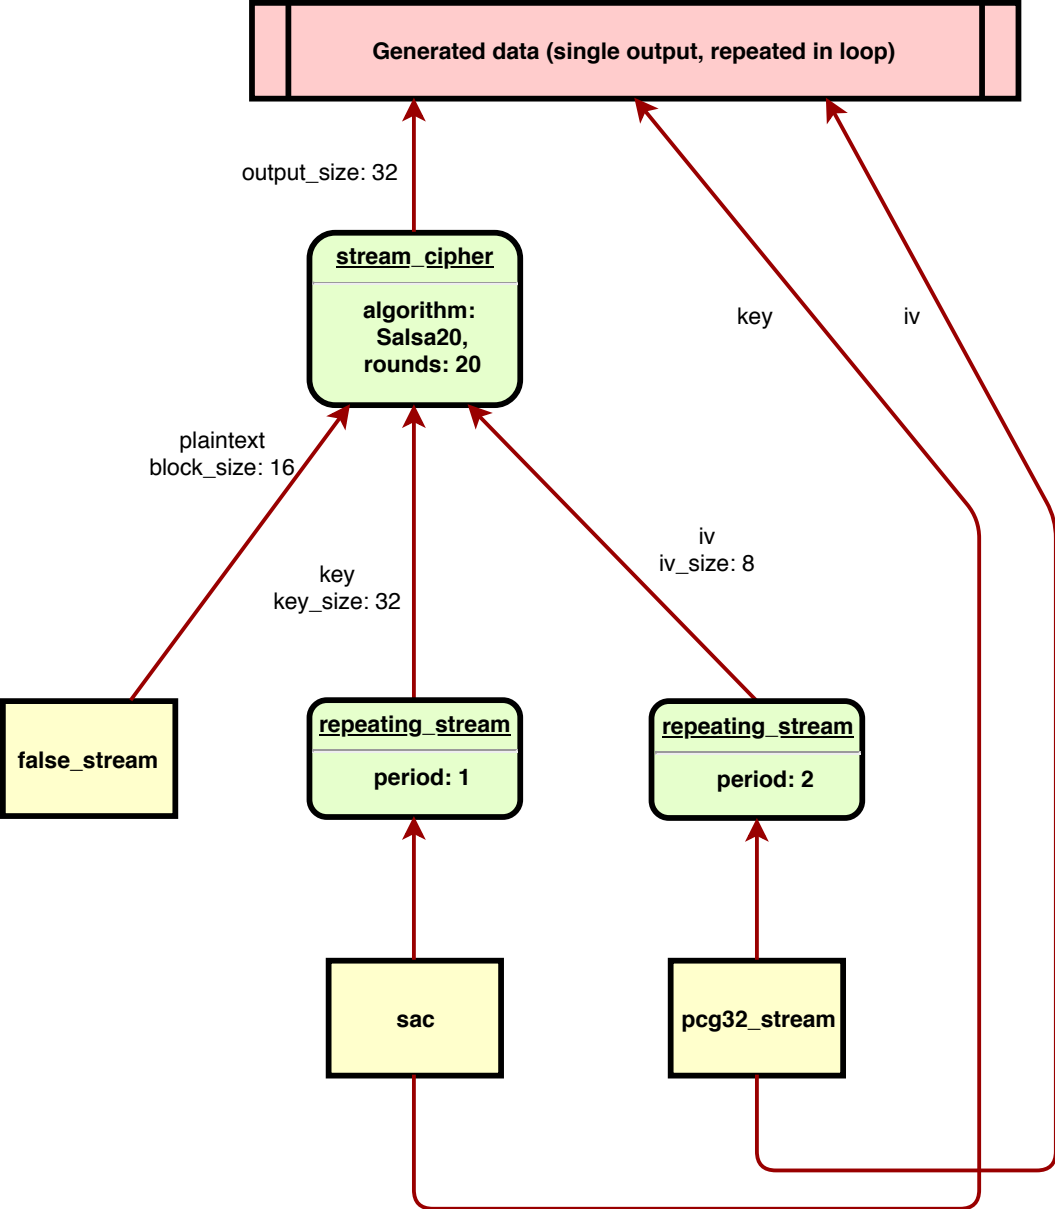 Generated data (single output, repeated in loop)
output_size: 32
stream_cipher
algorithm:
Salsa20,
rounds: 20
key
iv
plaintext
block_size: 16
key
key_size: 32
iv
iv_size: 8
false_stream
repeating_stream
period: 1
repeating_stream
period: 2
sac
pcg32_stream